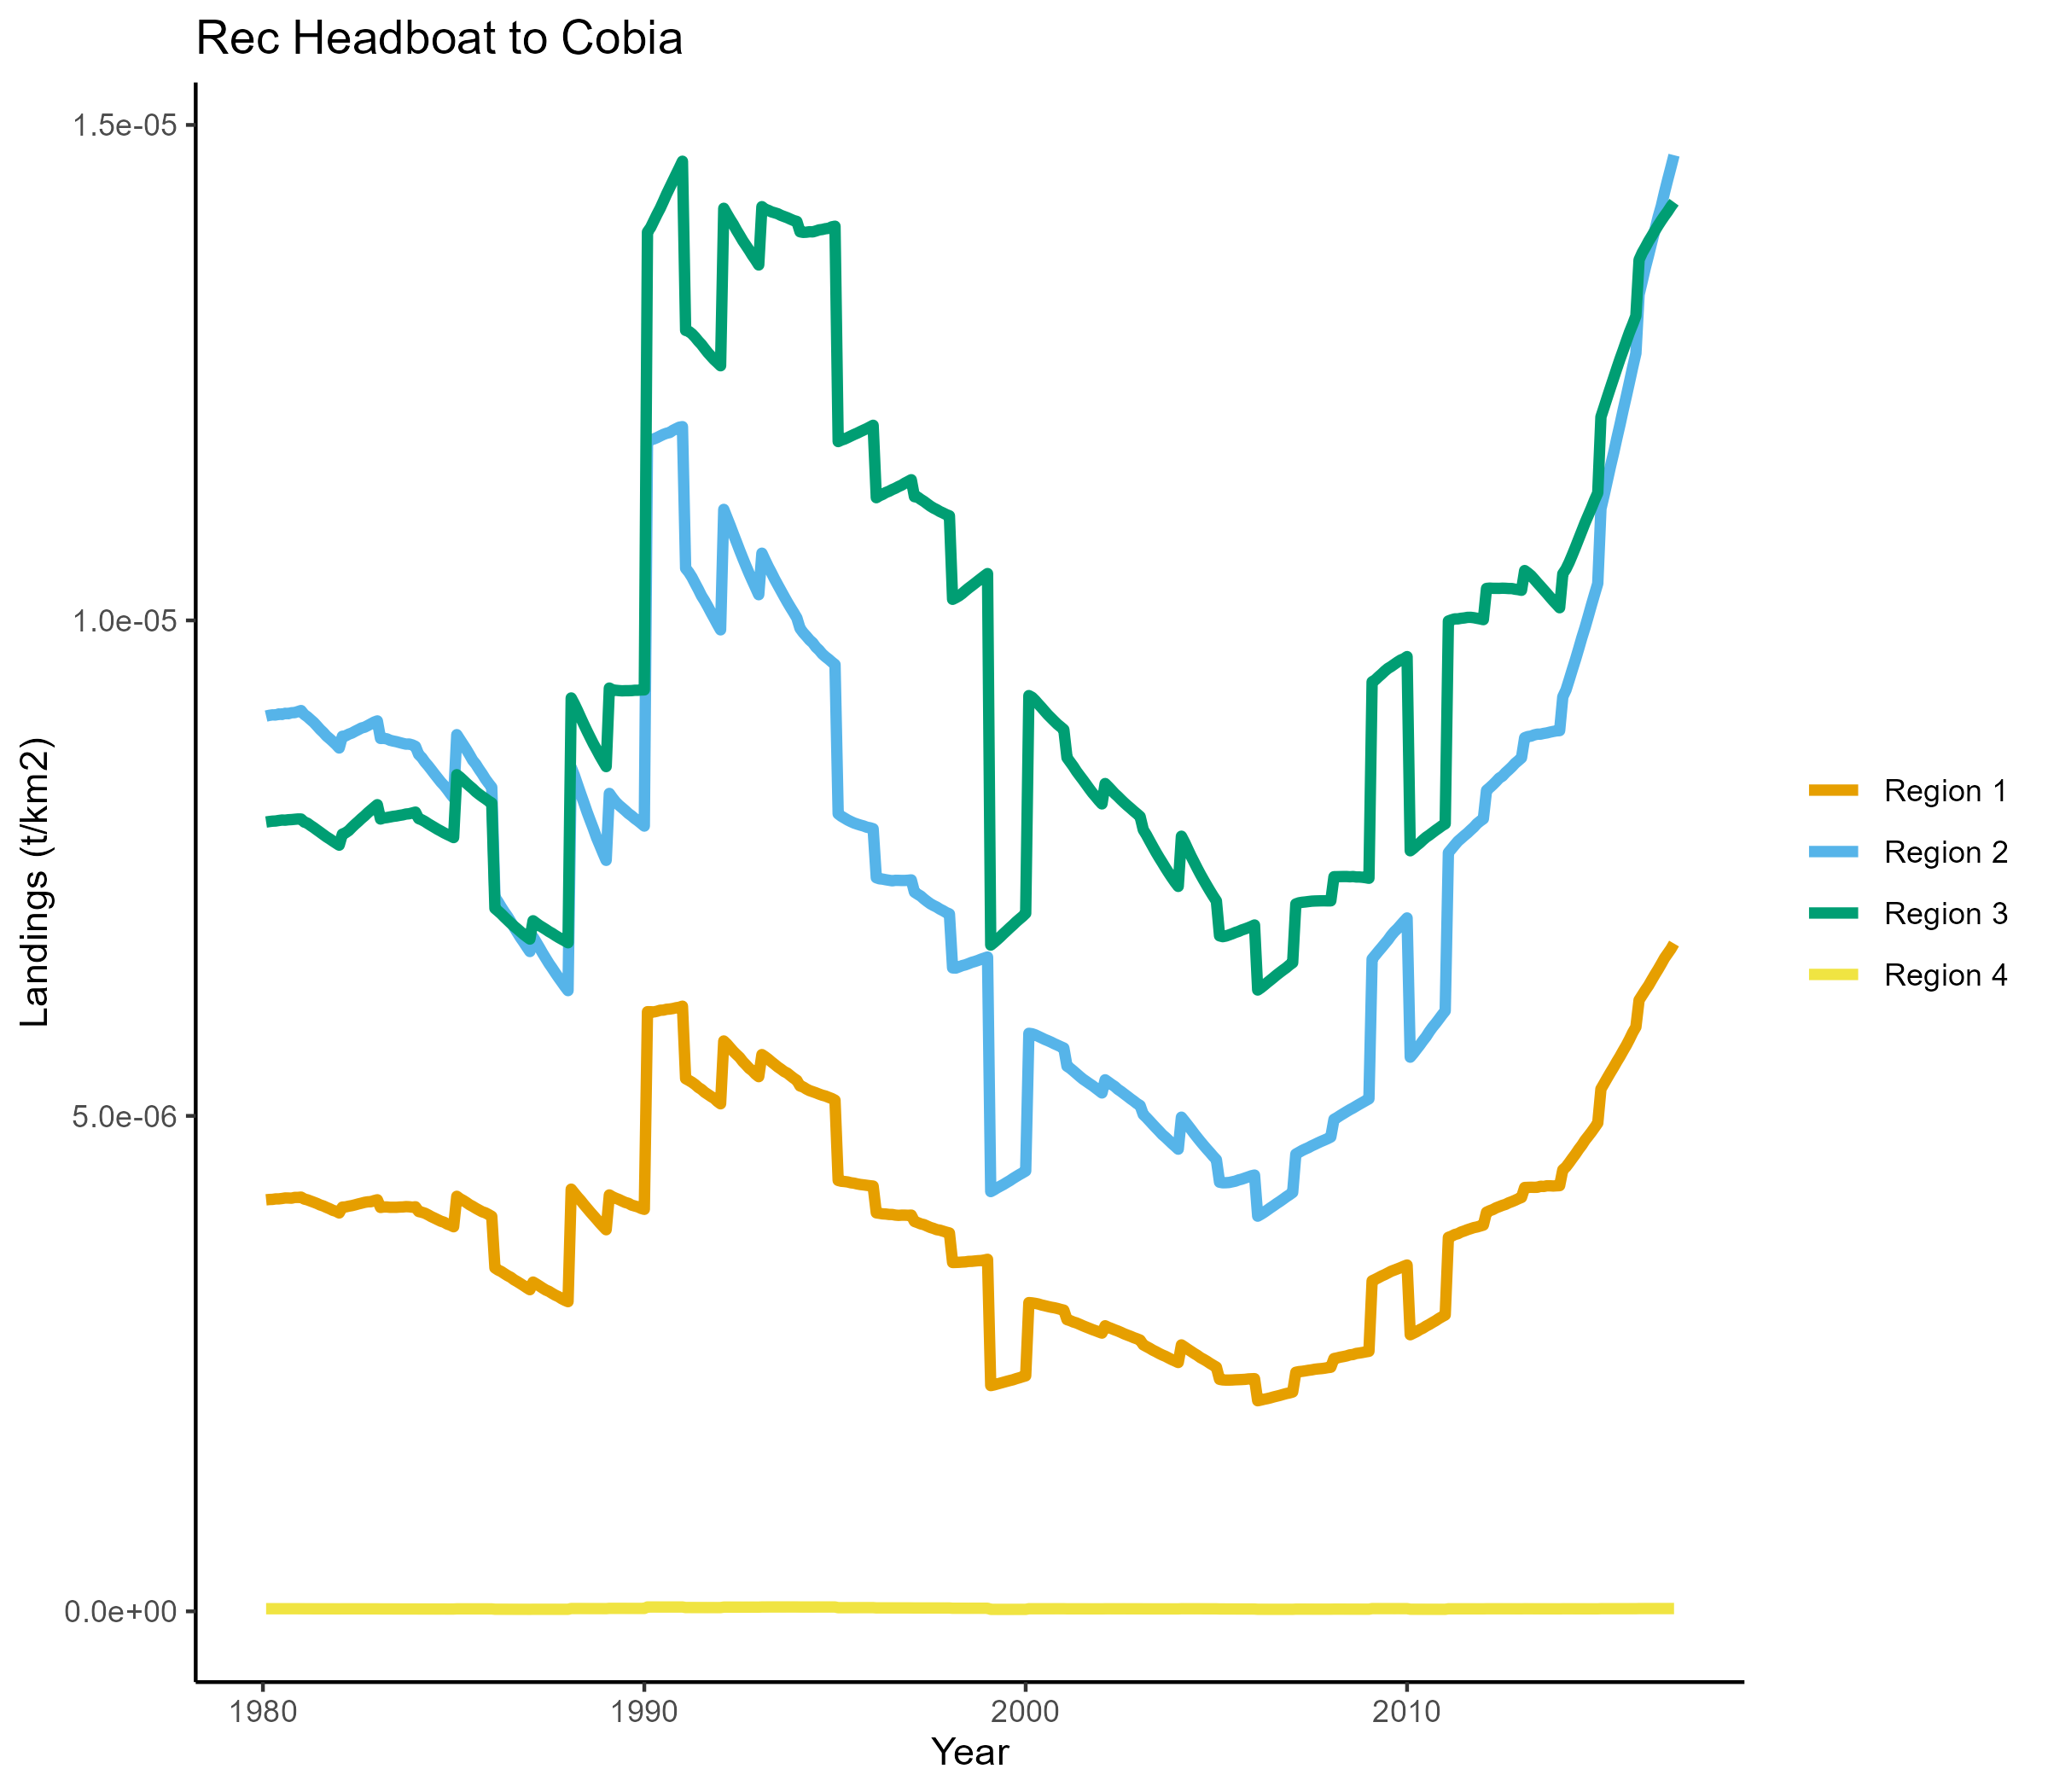 Rec Headboat to Cobia
Landings (t/km2)
1.5e-05
1.0e-05
5.0e-06
0.0e+00
1980
1990
2000
2010
Year
Region 1
Region 2
Region 3
Region 4